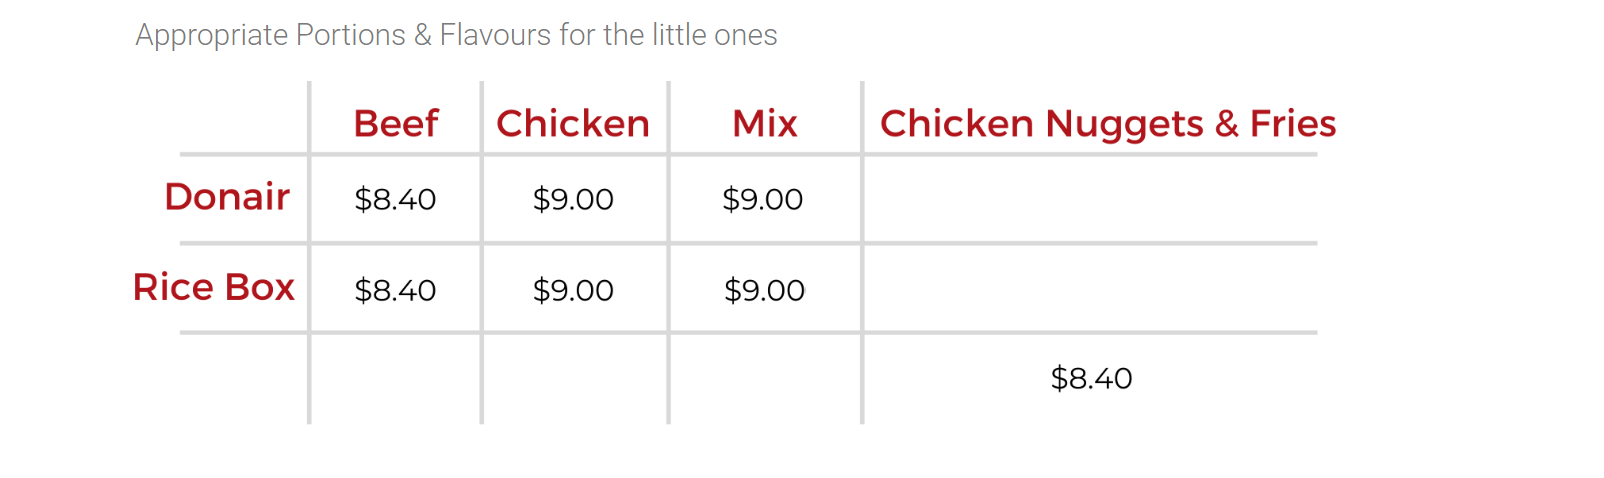 Appropriate Portions & Flavours for the little ones
Beef Chicken Mix Chicken Nuggets & Fries
Donair $8.40 $9.00 $9.00
Rice Box $8.40 $9.00 $9.00
$8.40